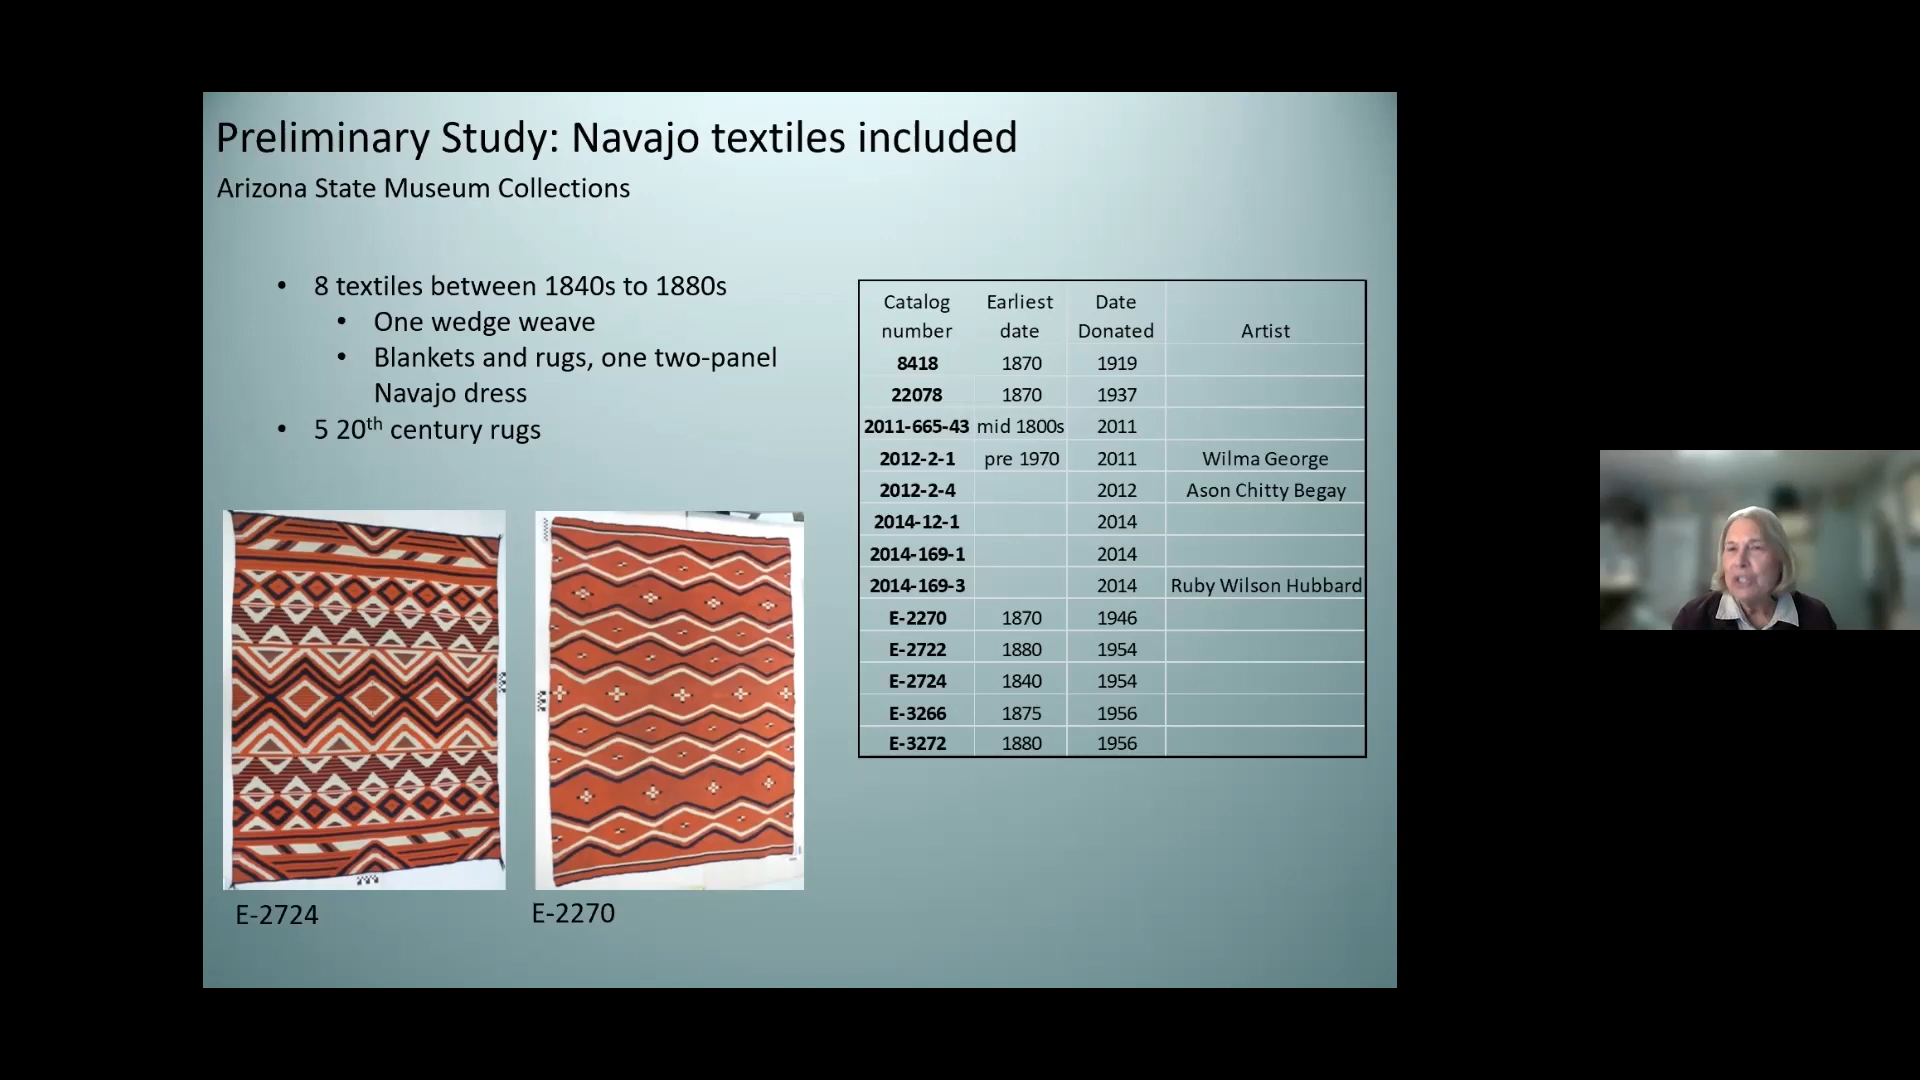 Preliminary Study: Navajo textiles included
Arizona State Museum Collections
• 8 textiles between 1840s to 1880s
• One wedge weave
• Blankets and rugs, one two-panel
Navajo dress
• 5 20th century rugs
Catalog number Earliest date Date Donated Artist
8418 1870 1919
22078 1870 1937
2011-665-43 mid 1800s 2011
2012-2-1 pre 1970 2011 Wilma George
2012-2-4 2012 Ason Chitty Begay
2014-12-1 2014
2014-169-1 2014
2014-169-3 2014 Ruby Wilson Hubbard
E-2270 1870 1946
E-2722 1880 1954
E-2724 1840 1954
E-3266 1875 1956
E-3272 1880 1956
E-2724
E-2270